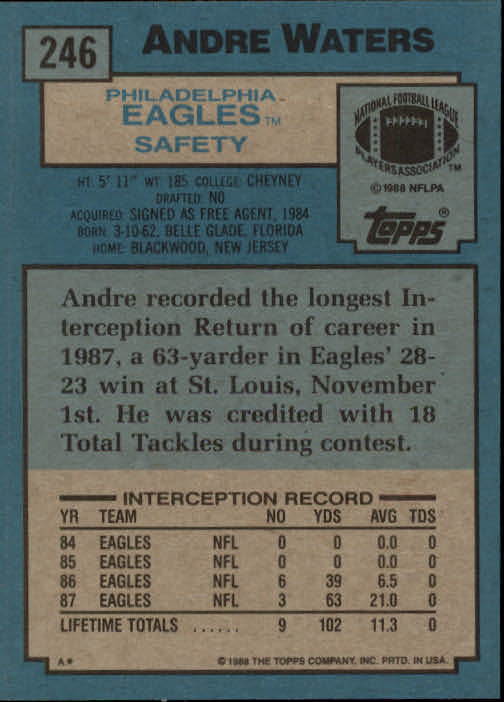 246
ANDRE WATERS
PHILADELPHIA™
EAGLES™
SAFETY
NATIONAL FOOTBALL LEAGUE
PLAYERS ASSOCIATION™
©1988 NFLPA
topps®
HT: 5' 11" WT: 185 COLLEGE: CHEYNEY
DRAFTED: NO
ACQUIRED: SIGNED AS FREE AGENT, 1984
BORN: 3-10-62, BELLE GLADE, FLORIDA
HOME: BLACKWOOD, NEW JERSEY
Andre recorded the longest In-
terception Return of career in
1987, a 63-yarder in Eagles' 28-
23 win at St. Louis, November
1st. He was credited with 18
Total Tackles during contest.
INTERCEPTION RECORD
YR TEAM NO YDS AVG TDS
84 EAGLES NFL 0 0 0.0 0
85 EAGLES NFL 0 0 0.0 0
86 EAGLES NFL 6 39 6.5 0
87 EAGLES NFL 3 63 21.0 0
LIFETIME TOTALS ...... 9 102 11.3 0
A* ©1988 THE TOPPS COMPANY, INC. PRTD. IN USA.